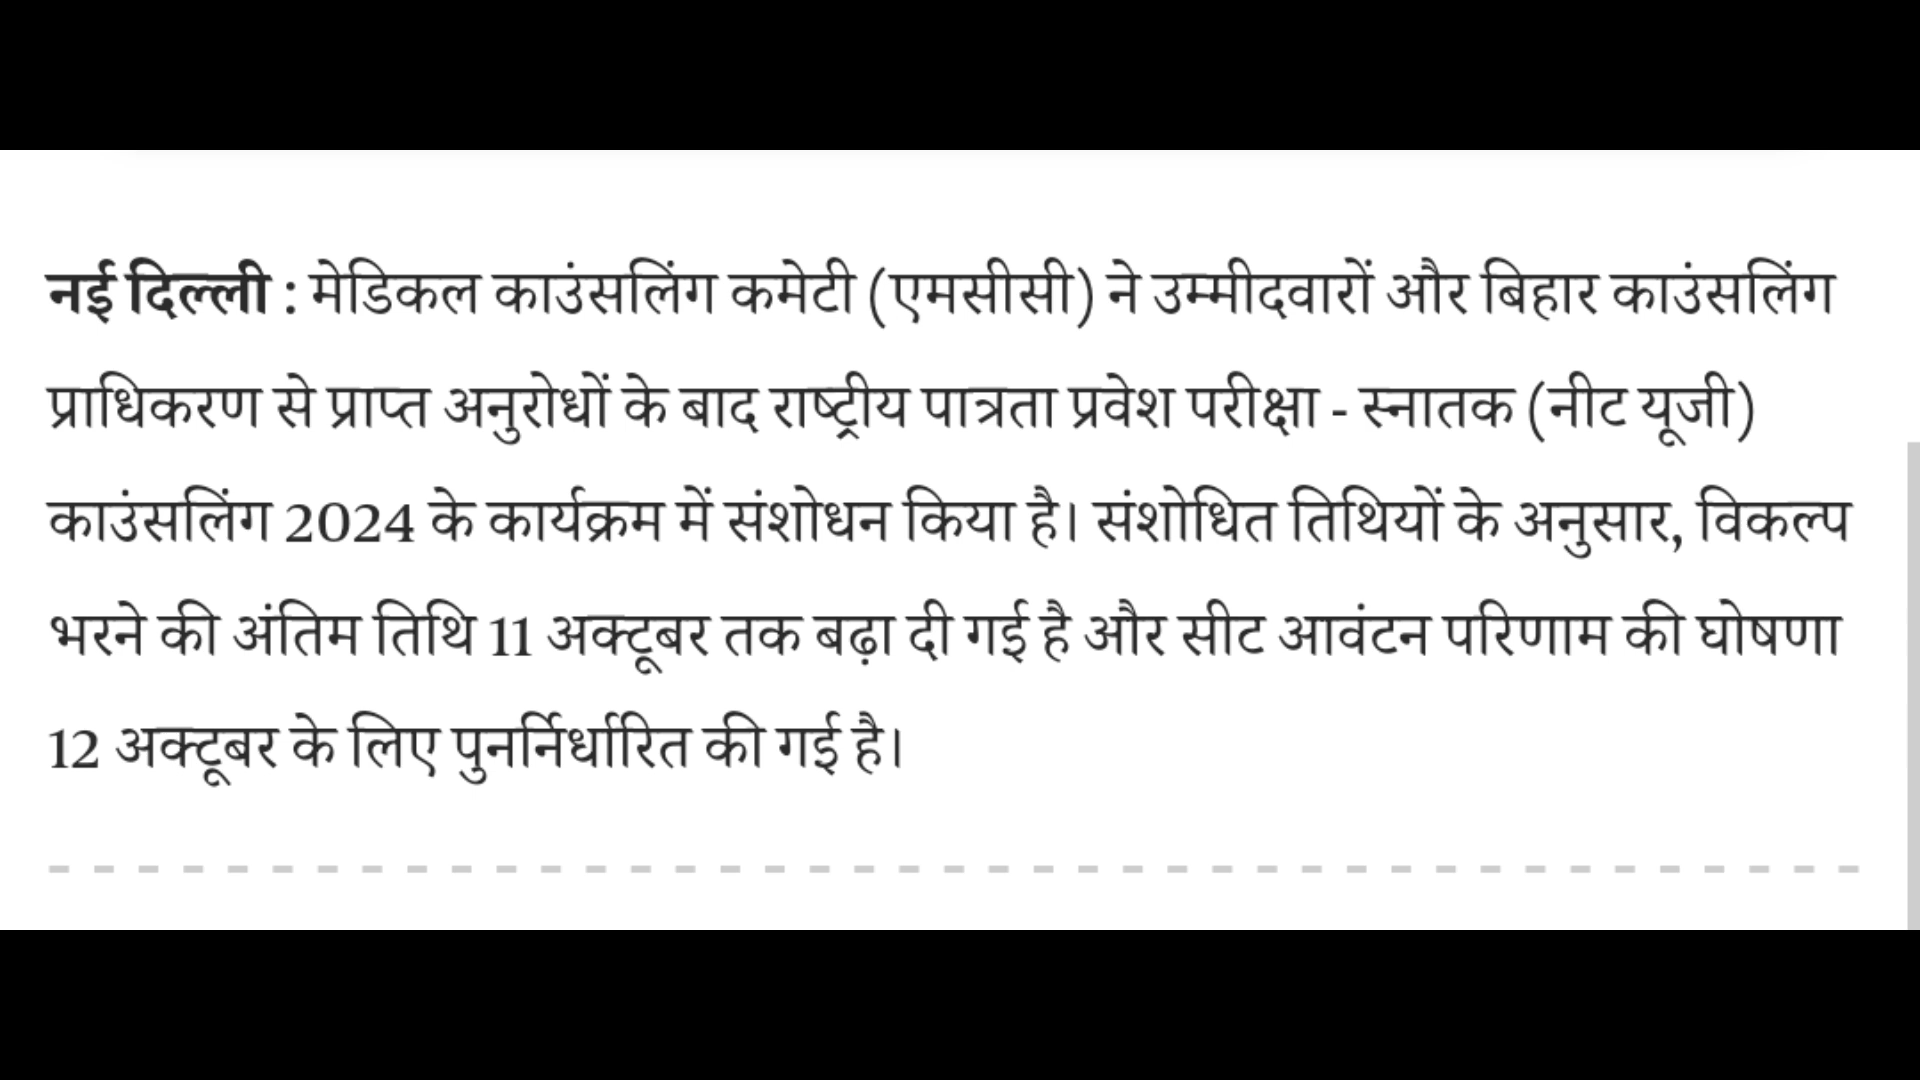 नई दिल्ली : मेडिकल काउंसलिंग कमेटी (एमसीसी) ने उम्मीदवारों और बिहार काउंसलिंग
प्राधिकरण से प्राप्त अनुरोधों के बाद राष्ट्रीय पात्रता प्रवेश परीक्षा - स्नातक (नीट यूजी)
काउंसलिंग 2024 के कार्यक्रम में संशोधन किया है। संशोधित तिथियों के अनुसार, विकल्प
भरने की अंतिम तिथि 11 अक्टूबर तक बढ़ा दी गई है और सीट आवंटन परिणाम की घोषणा
12 अक्टूबर के लिए पुनर्निर्धारित की गई है।